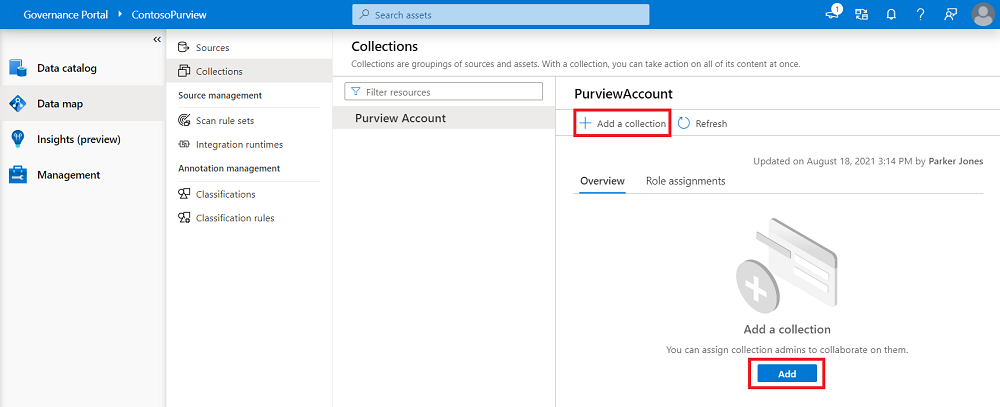 Governance Portal ContosoPurview
Search assets
1
Data catalog
Data map
Insights (preview)
Management
Sources
Collections
Source management
Scan rule sets
Integration runtimes
Annotation management
Classifications
Classification rules
Collections
Collections are groupings of sources and assets. With a collection, you can take action on all of its content at once.
Filter resources
Purview Account
PurviewAccount
Add a collection Refresh
Updated on August 18, 2021 3:14 PM by Parker Jones
Overview Role assignments
Add a collection
You can assign collection admins to collaborate on them.
Add